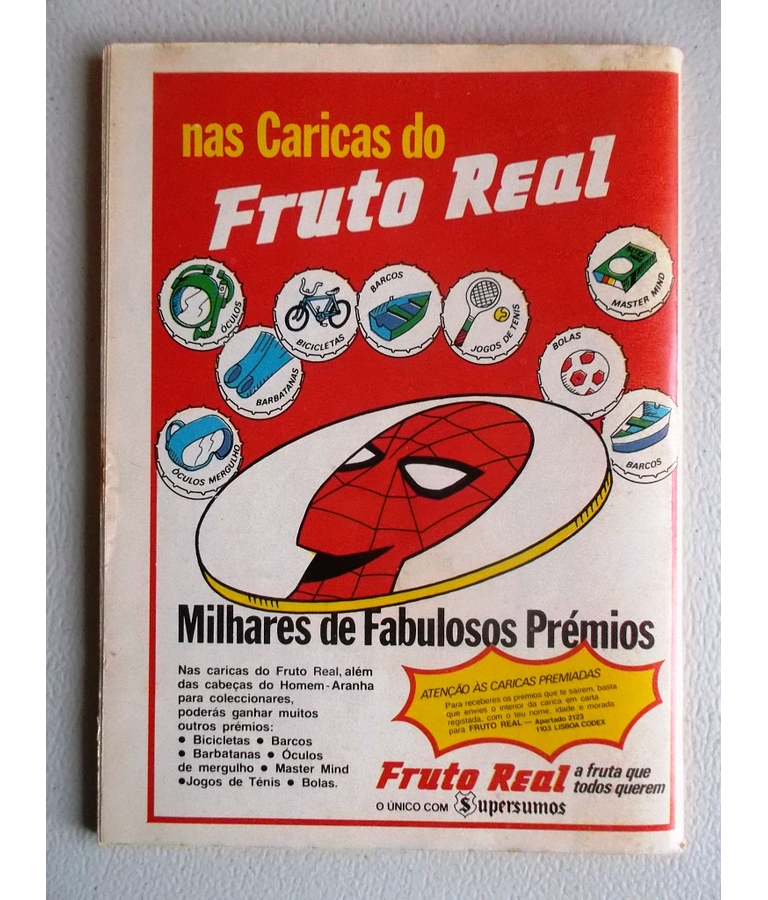 nas Caricas do
Fruto Real
ÓCULOS
BICICLETAS
BARCOS
JOGOS DE TENIS
MASTER MIND
BARBATANAS
BOLAS
ÓCULOS MERGULHO
BARCOS
Milhares de Fabulosos Prémios
Nas caricas do Fruto Real, além
das cabeças do Homem-Aranha
para coleccionares,
poderás ganhar muitos
outros prémios:
• Bicicletas • Barcos
• Barbatanas • Óculos
de mergulho • Master Mind
•Jogos de Ténis • Bolas.
ATENÇÃO ÀS CARICAS PREMIADAS
Para receberes os prémios que te sairem, basta
que envies o interior da carica em carta
registada, com o teu nome, idade e morada
para FRUTO REAL — Apartado 2123
1103 LISBOA CODEX
Fruto Real a fruta que
todos querem
O ÚNICO COM Supersumos